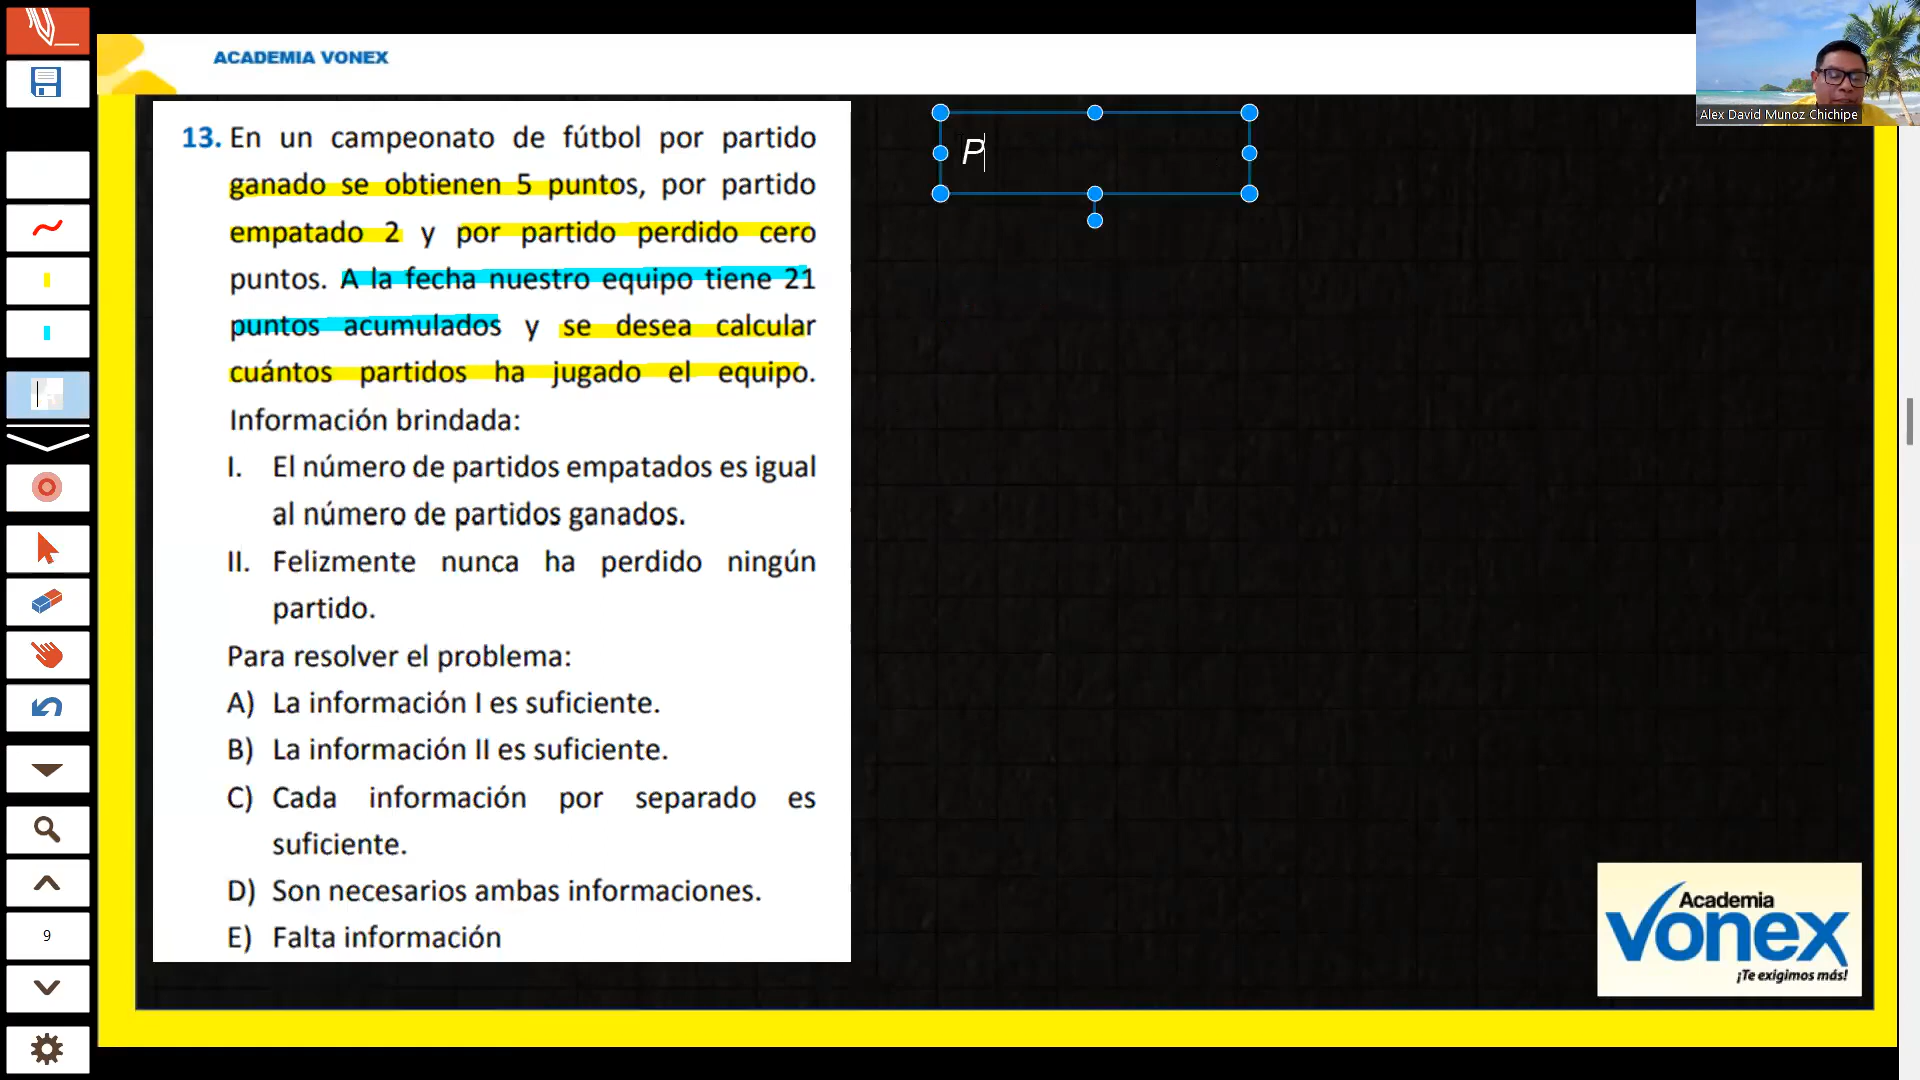 ACADEMIA VONEX
Alex David Munoz Chichipe
P
13. En un campeonato de fútbol por partido
ganado se obtienen 5 puntos, por partido
empatado 2 y por partido perdido cero
puntos. A la fecha nuestro equipo tiene 21
puntos acumulados y se desea calcular
cuántos partidos ha jugado el equipo.
Información brindada:
I. El número de partidos empatados es igual
al número de partidos ganados.
II. Felizmente nunca ha perdido ningún
partido.
Para resolver el problema:
A) La información I es suficiente.
B) La información II es suficiente.
C) Cada información por separado es
suficiente.
D) Son necesarios ambas informaciones.
E) Falta información
9
Academia
vonex
¡Te exigimos más!